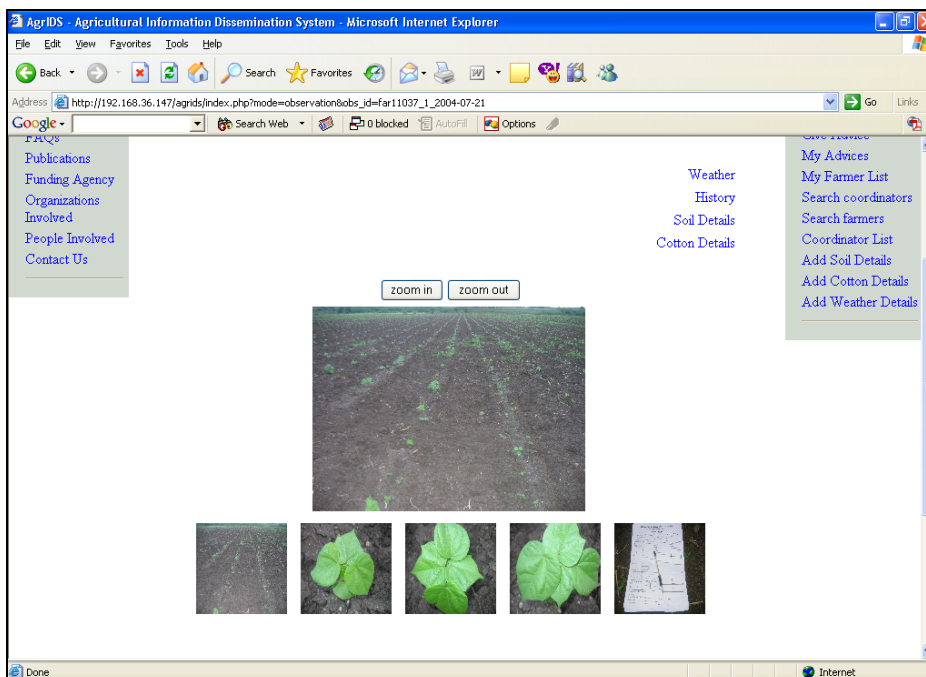 AgrIDS - Agricultural Information Dissemination System - Microsoft Internet Explorer
File Edit View Favorites Tools Help
Back Search Favorites
Address http://192.168.36.147/agrids/index.php?mode=observation&obs_id=far11037_1_2004-07-21 Go Links
Google Search Web 0 blocked AutoFill Options
FAQs
Publications
Funding Agency
Organizations
Involved
People Involved
Contact Us
Weather
History
Soil Details
Cotton Details
Give Advice
My Advices
My Farmer List
Search coordinators
Search farmers
Coordinator List
Add Soil Details
Add Cotton Details
Add Weather Details
zoom in zoom out
Done Internet